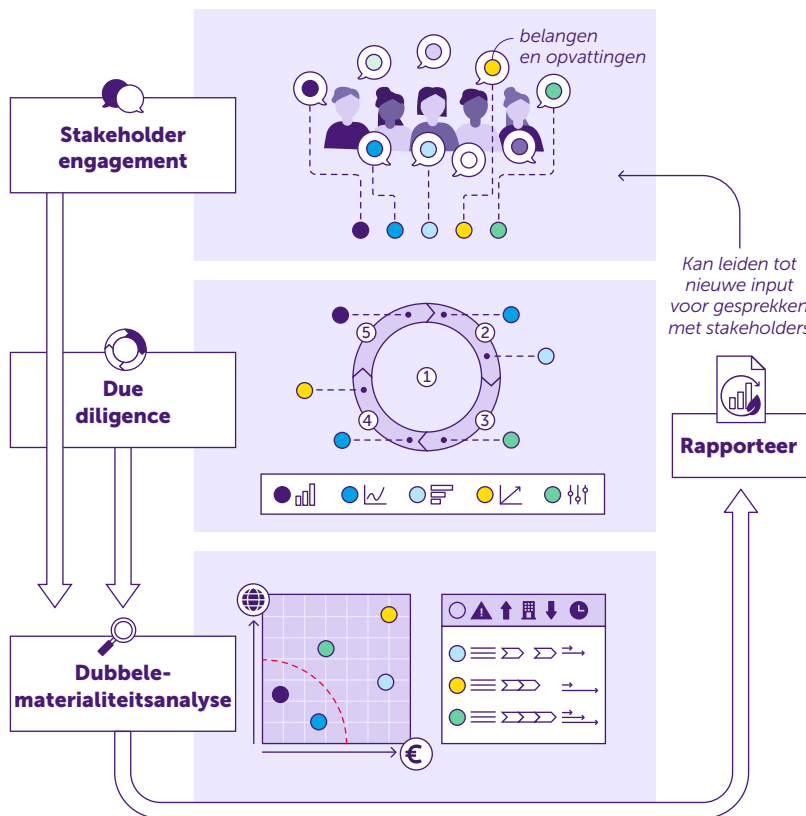 belangen
en opvattingen
Stakeholder
engagement
Kan leiden tot
nieuwe input
voor gesprekken
met stakeholders
5
2
1
4
3
Due
diligence
Rapporteer
Dubbele-
materialiteitsanalyse
€